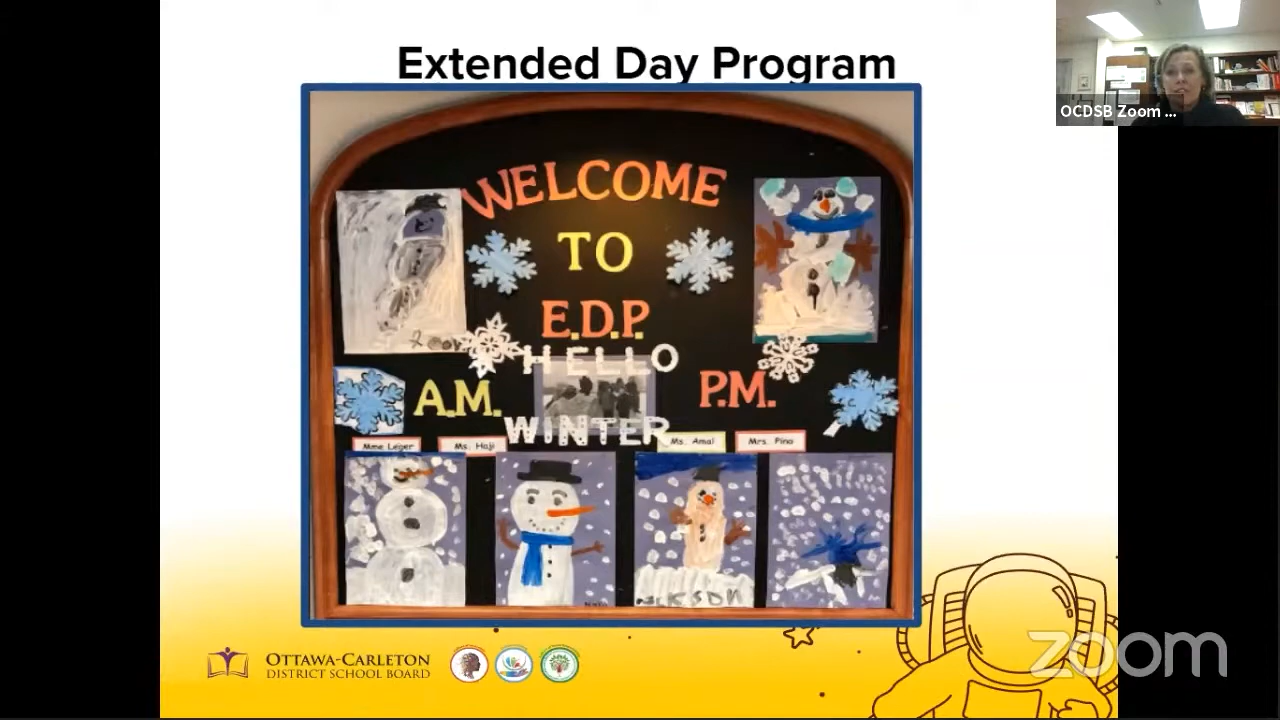 Extended Day Program
OCDSB Zoom ...
WELCOME
TO
E.D.P.
HELLO
A.M.
P.M.
WINTER
Mme Leger
Ms. Haji
Ms. Amal
Mrs. Pino
OTTAWA-CARLETON
DISTRICT SCHOOL BOARD
zoom